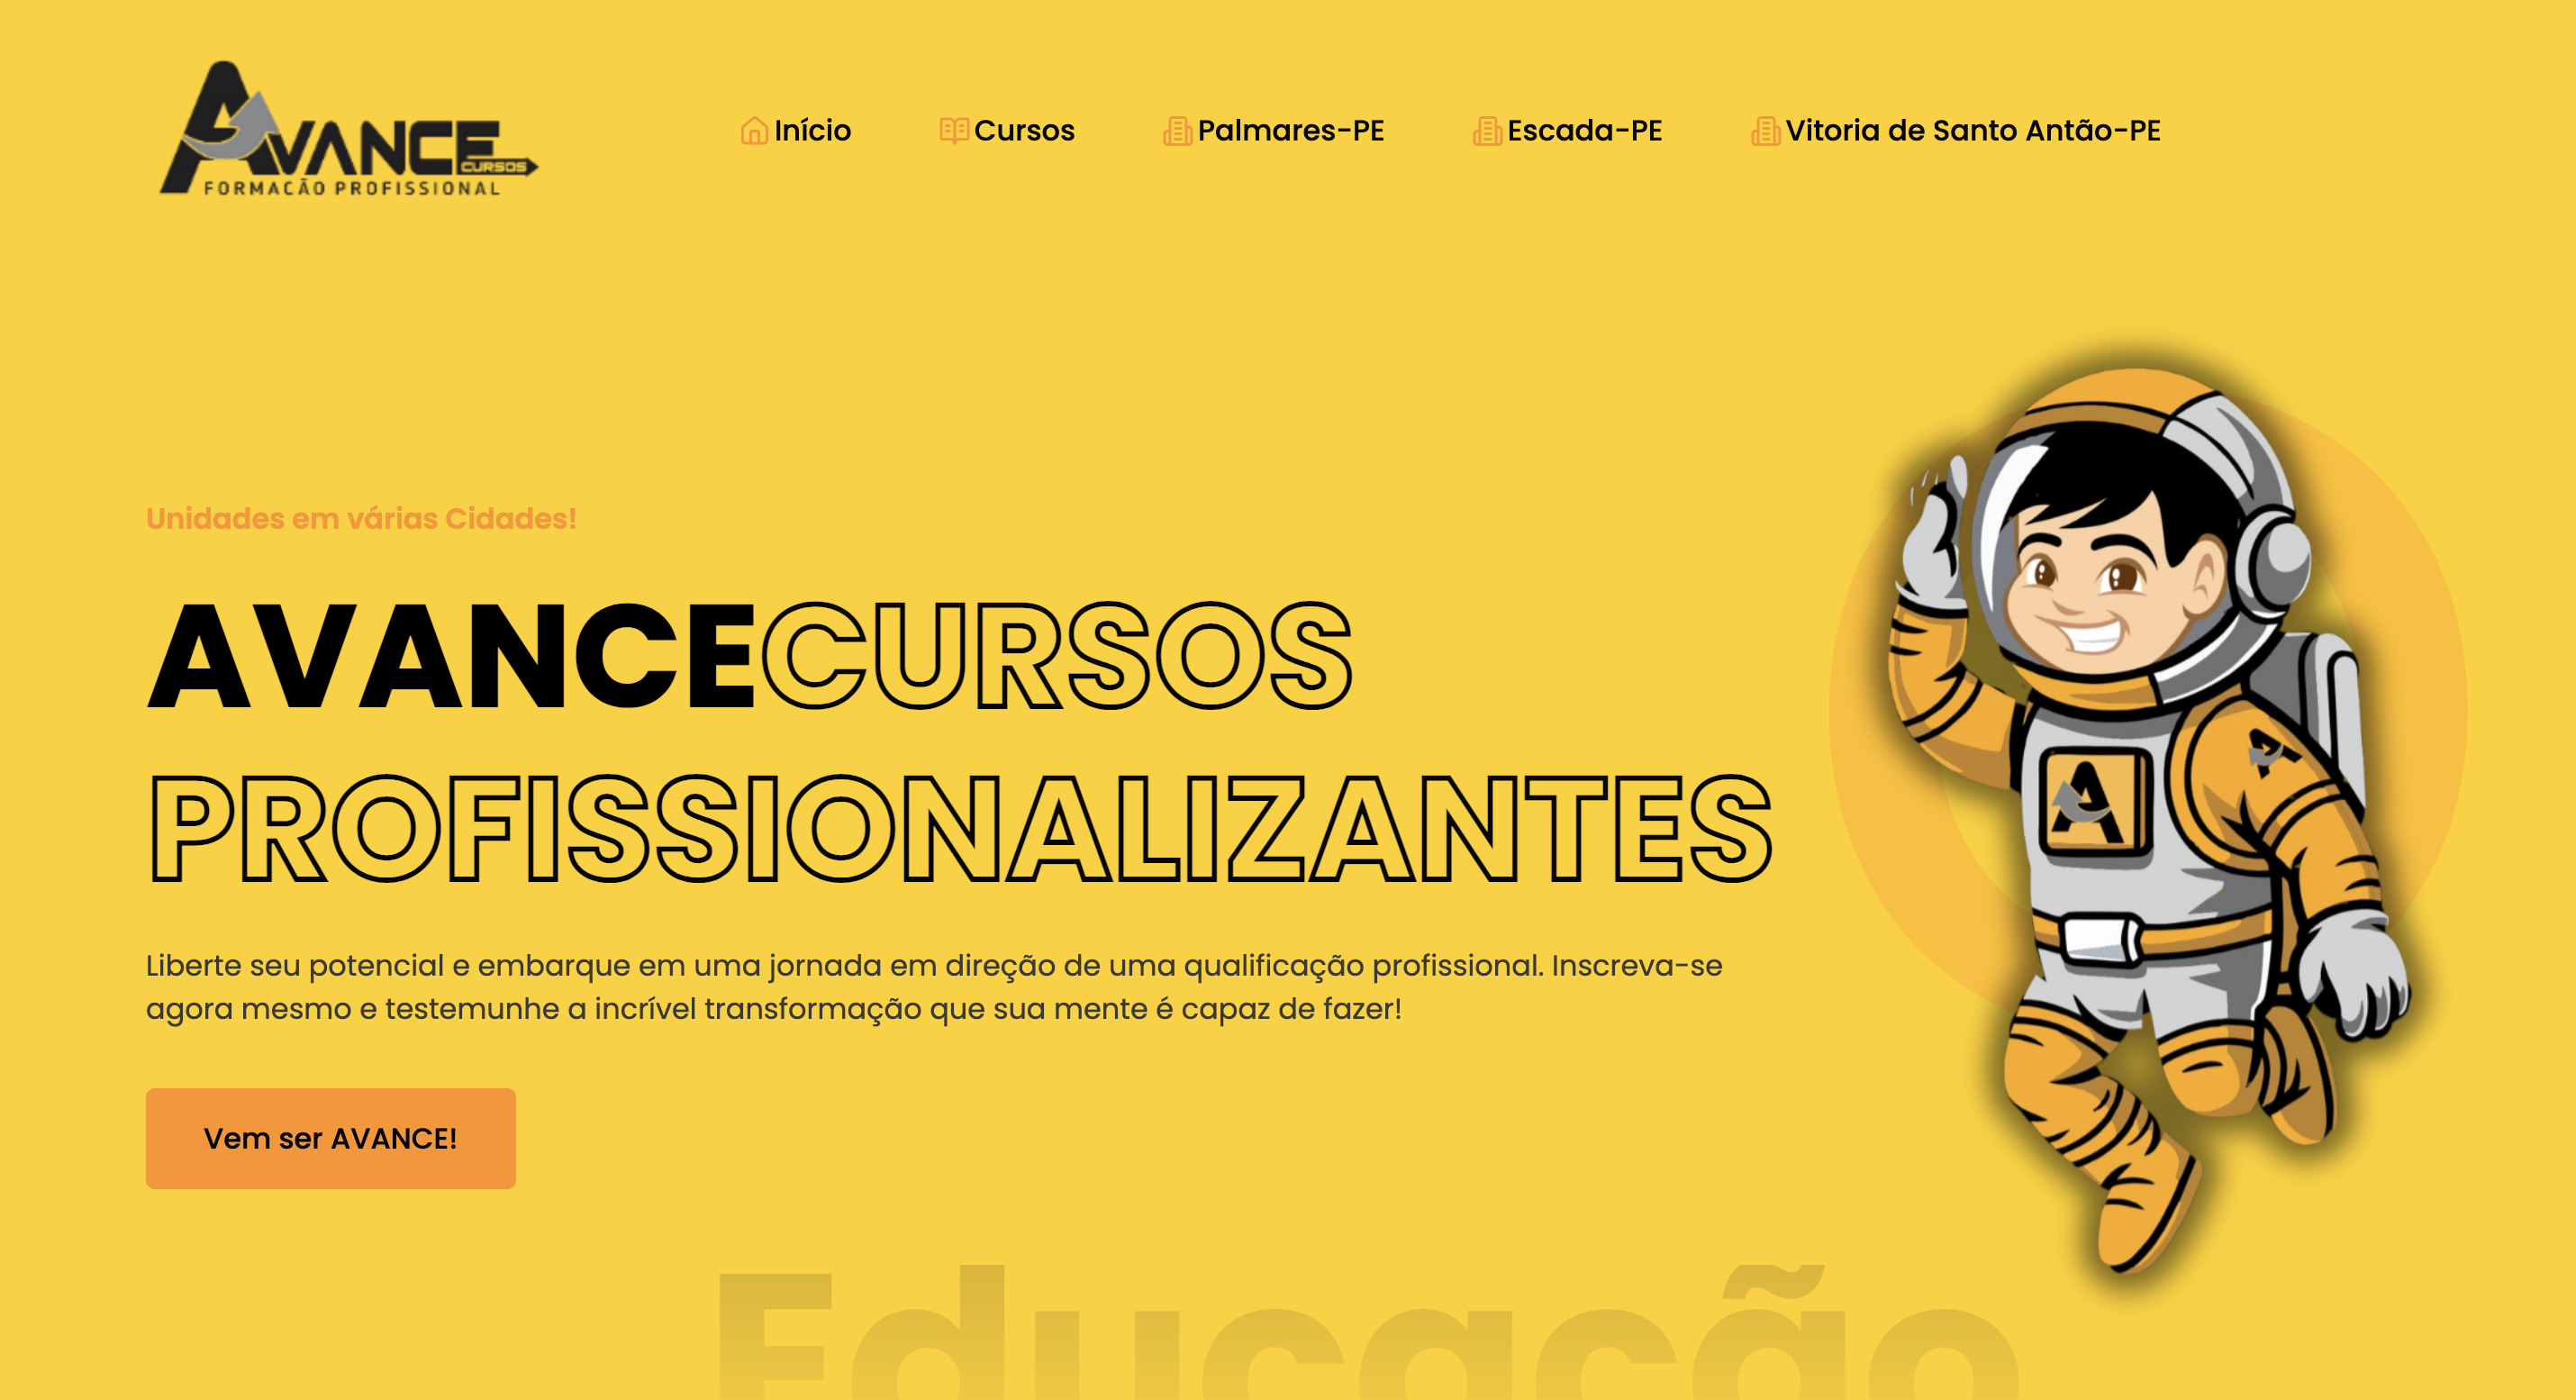 AVANCE
CURSOS
FORMAÇÃO PROFISSIONAL
Início
Cursos
Palmares-PE
Escada-PE
Vitoria de Santo Antão-PE
Unidades em várias Cidades!
AVANCECURSOS
PROFISSIONALIZANTES
Liberte seu potencial e embarque em uma jornada em direção de uma qualificação profissional. Inscreva-se
agora mesmo e testemunhe a incrível transformação que sua mente é capaz de fazer!
A
A
Vem ser AVANCE!
Educação